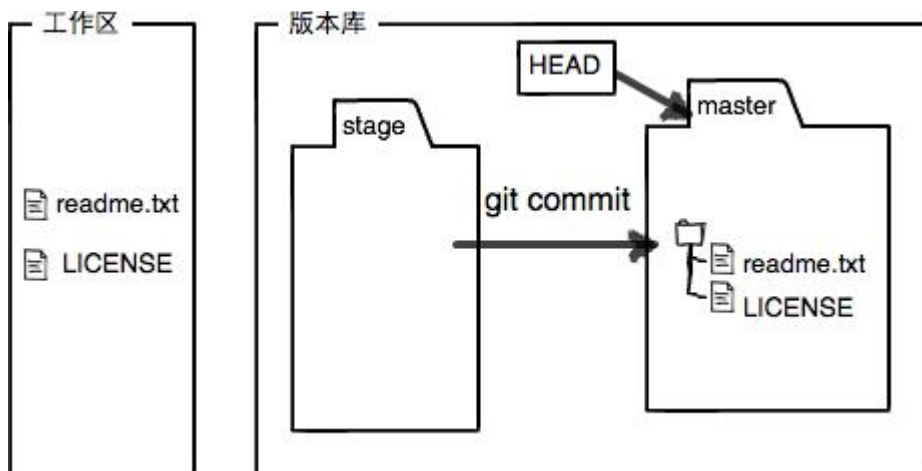 工作区
readme.txt
LICENSE
版本库
stage
git commit
HEAD
master
readme.txt
LICENSE